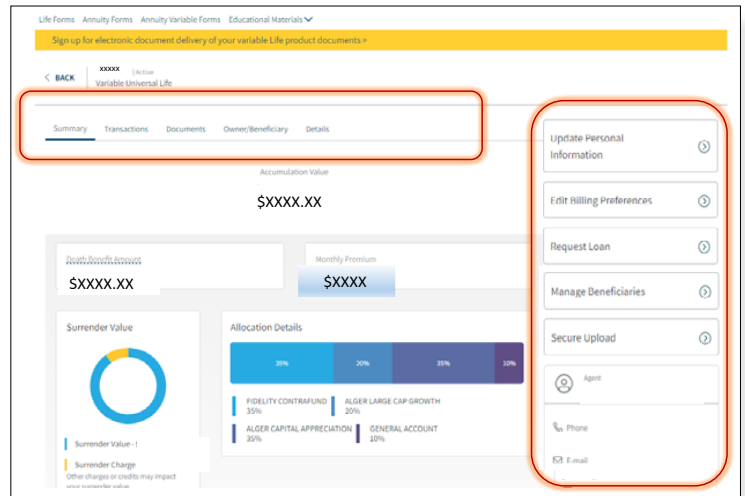 Life Forms Annuity Forms Annuity Variable Forms Educational Materials
Sign up for electronic document delivery of your variable Life product documents »
BACK
xxxxx | Active
Variable Universal Life
Summary Transactions Documents Owner/Beneficiary Details
Accumulation Value
$XXXX.XX
Death Benefit Amount
$XXXX.XX
Monthly Premium
$XXXX
Surrender Value
Surrender Value -
Surrender Charge
Other charges or credits may impact
your surrender value
Allocation Details
35% 20% 35% 10%
FIDELITY CONTRAFUND
35%
ALGER LARGE CAP GROWTH
20%
ALGER CAPITAL APPRECIATION
35%
GENERAL ACCOUNT
10%
Update Personal
Information
Edit Billing Preferences
Request Loan
Manage Beneficiaries
Secure Upload
Agent
Phone
E-mail